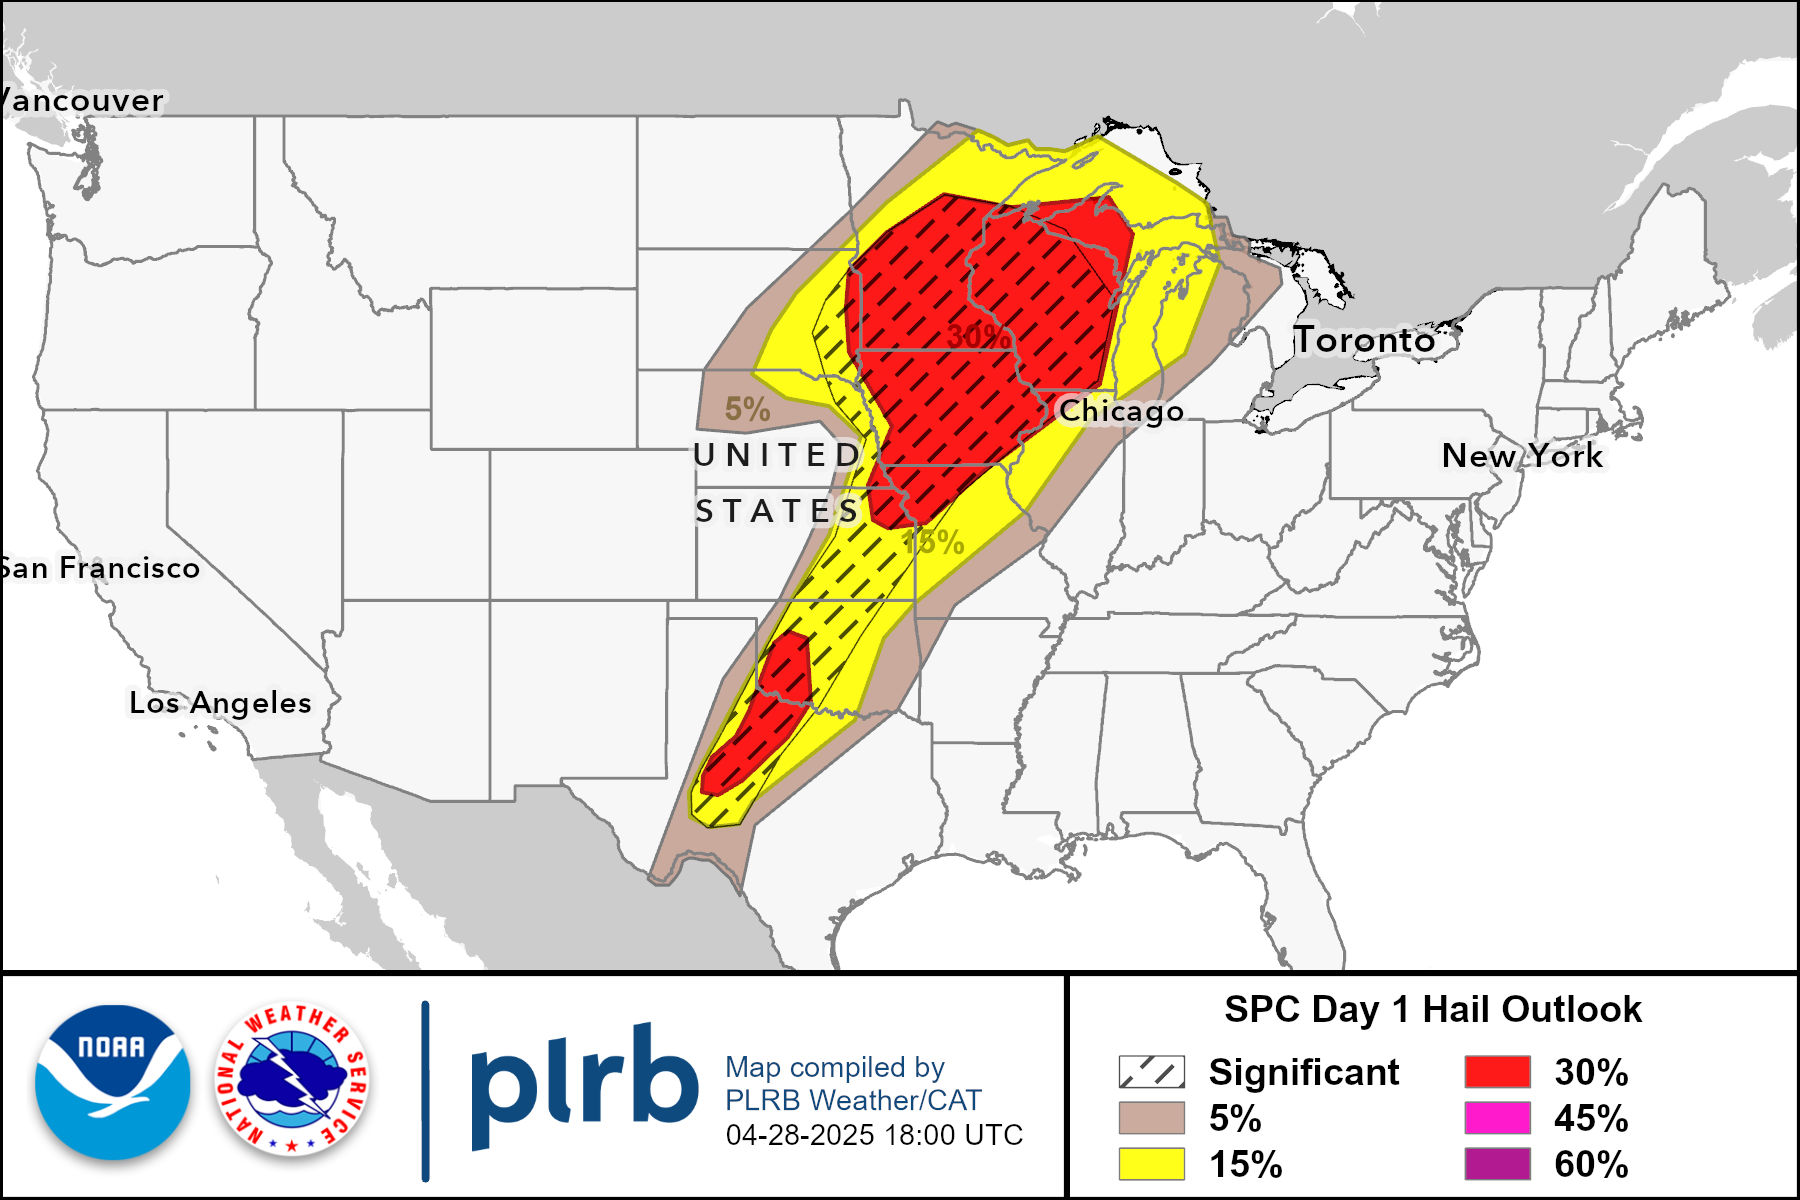 Vancouver
30%
Toronto
5%
Chicago
UNITED
New York
STATES
15%
San Francisco
Los Angeles
NOAA
NATIONAL WEATHER SERVICE
plrb
Map compiled by
PLRB Weather/CAT
04-28-2025 18:00 UTC
SPC Day 1 Hail Outlook
Significant
5%
15%
30%
45%
60%